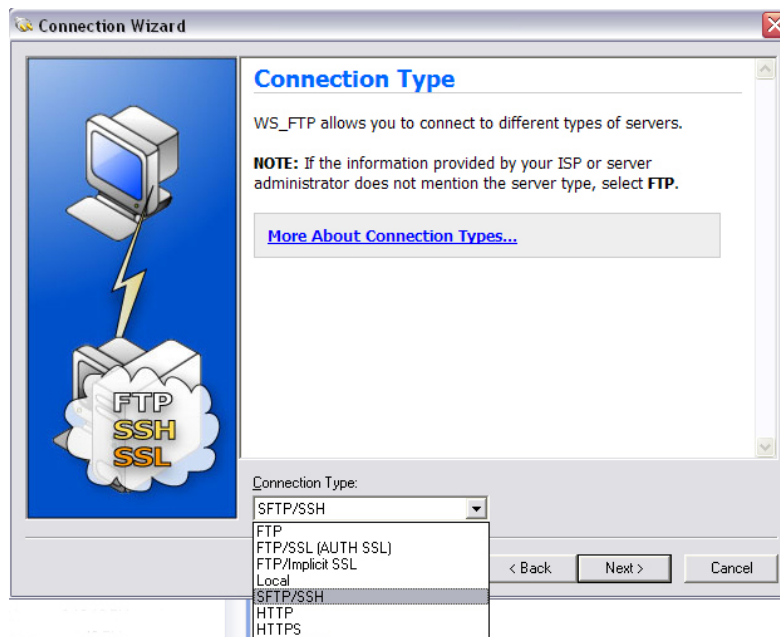 Connection Wizard
Connection Type
WS_FTP allows you to connect to different types of servers.
NOTE: If the information provided by your ISP or server
administrator does not mention the server type, select FTP.
More About Connection Types...
FTP
SSH
SSL
Connection Type:
SFTP/SSH
FTP
FTP/SSL (AUTH SSL)
FTP/Implicit SSL
Local
SFTP/SSH
HTTP
HTTPS
< Back
Next >
Cancel